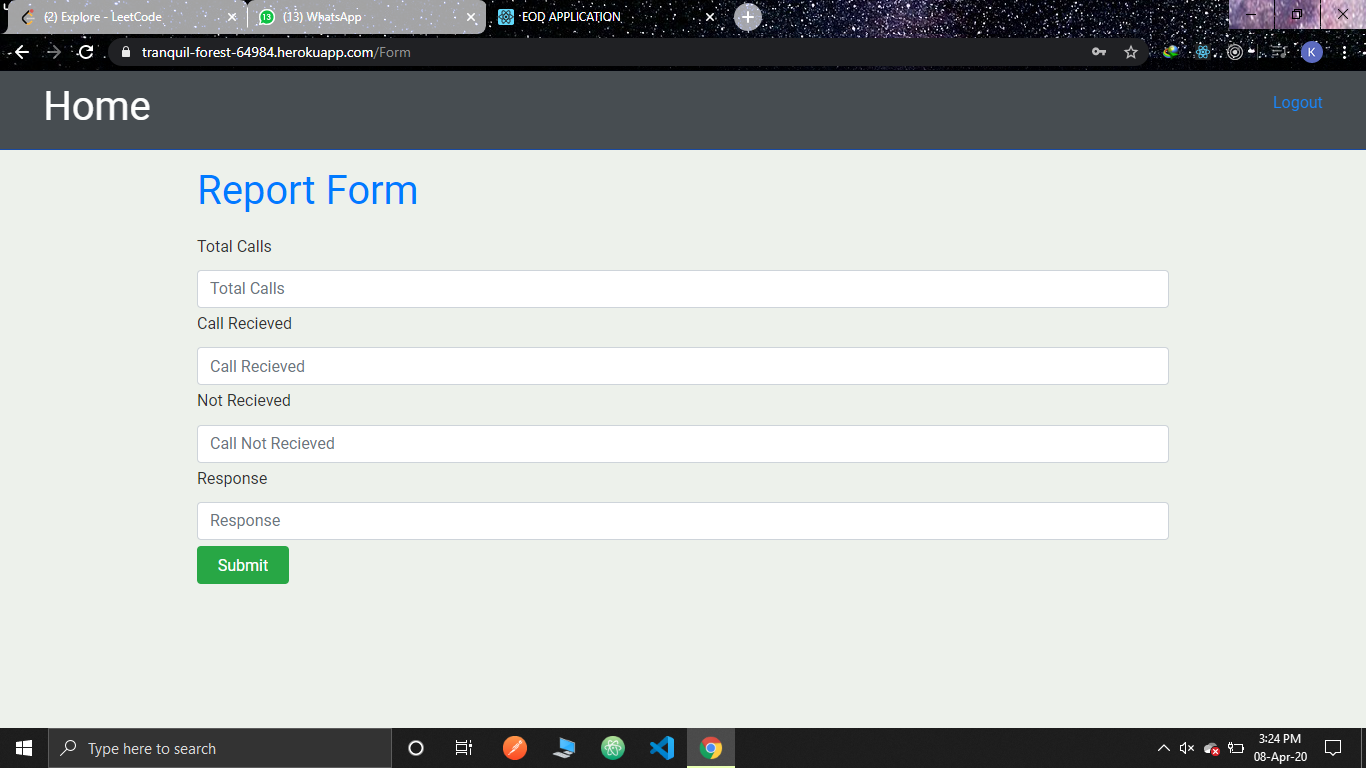 (2) Explore - LeetCode
(13) WhatsApp
EOD APPLICATION
tranquil-forest-64984.herokuapp.com/Form
K
Home
Logout
Report Form
Total Calls
Total Calls
Call Recieved
Call Recieved
Not Recieved
Call Not Recieved
Response
Response
Submit
Type here to search
3:24 PM
08-Apr-20